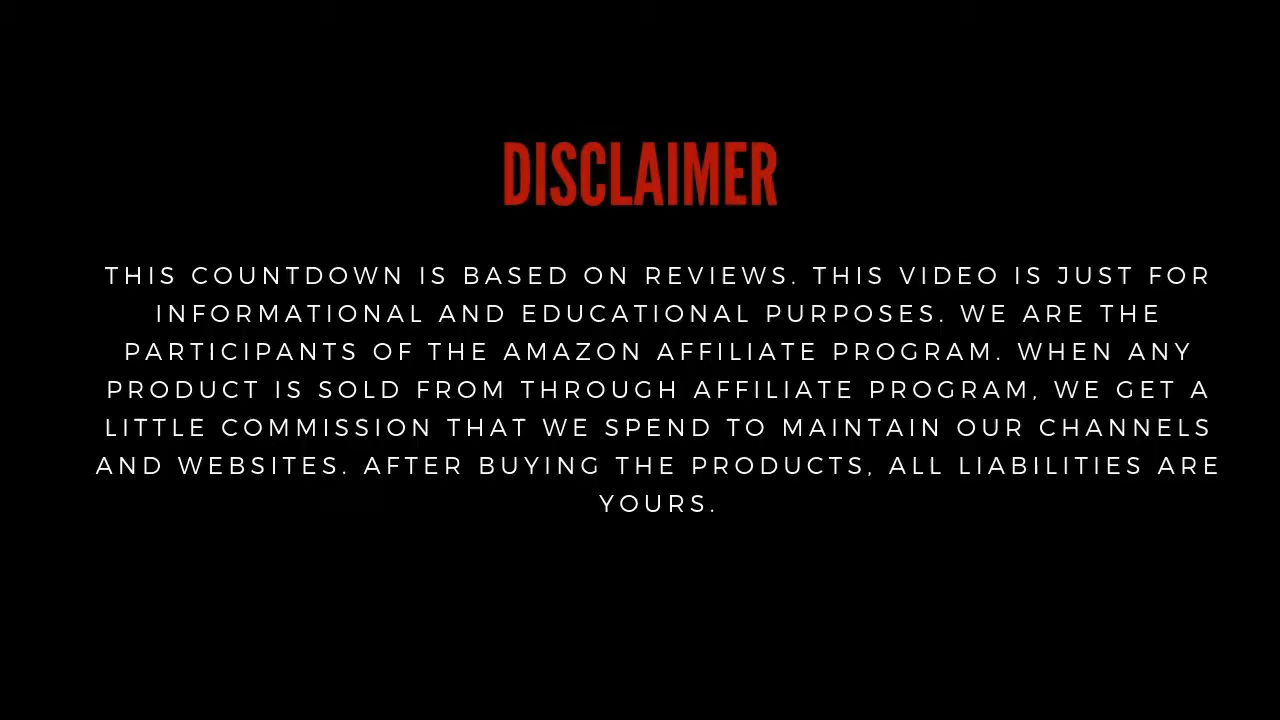 DISCLAIMER
THIS COUNTDOWN IS BASED ON REVIEWS. THIS VIDEO IS JUST FOR
INFORMATIONAL AND EDUCATIONAL PURPOSES. WE ARE THE
PARTICIPANTS OF THE AMAZON AFFILIATE PROGRAM. WHEN ANY
PRODUCT IS SOLD FROM THROUGH AFFILIATE PROGRAM, WE GET A
LITTLE COMMISSION THAT WE SPEND TO MAINTAIN OUR CHANNELS
AND WEBSITES. AFTER BUYING THE PRODUCTS, ALL LIABILITIES ARE
YOURS.